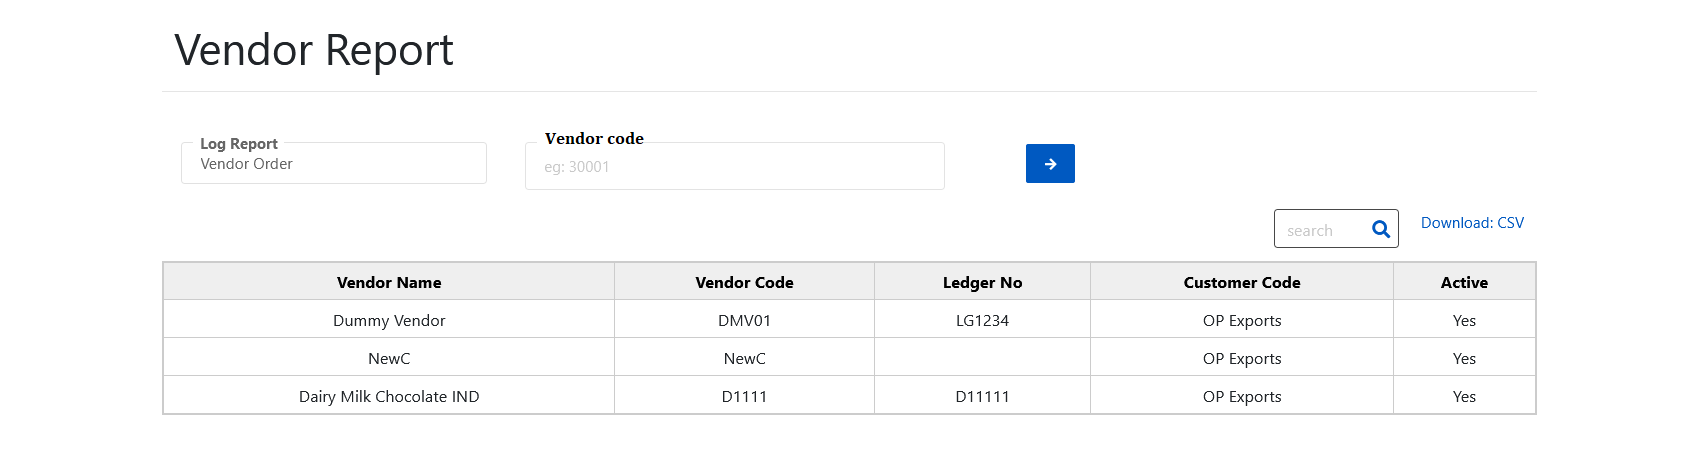 Vendor Report
Log Report
Vendor Order
Vendor code
eg: 30001
search
Download: CSV
Vendor Name Vendor Code Ledger No Customer Code Active
Dummy Vendor DMV01 LG1234 OP Exports Yes
NewC NewC OP Exports Yes
Dairy Milk Chocolate IND D1111 D11111 OP Exports Yes